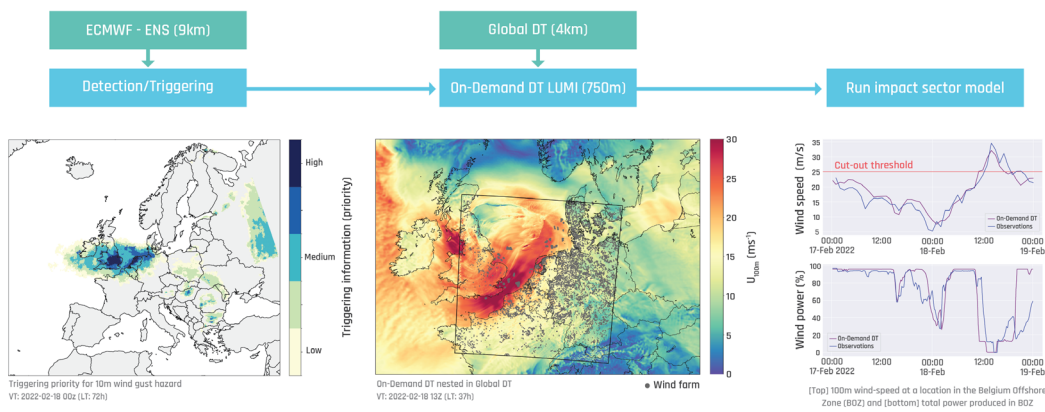 ECMWF - ENS (9km)
Global DT (4km)
Detection/Triggering
On-Demand DT LUMI (750m)
Run impact sector model
High
Medium
Low
Triggering information (priority)
Triggering priority for 10m wind gust hazard
VT: 2022-02-18 00z (LT: 72h)
30
25
20
15
10
5
0
U100m [ms-1]
On-Demand DT nested in Global DT
VT: 2022-02-18 13Z (LT: 37h)
Wind farm
35
30
25
20
15
10
5
Wind speed (m/s)
Cut-out threshold
On-Demand DT
Observations
00:00
17-Feb 2022
12:00
00:00
18-Feb
12:00
00:00
19-Feb
100
80
60
40
20
0
Wind power (%)
On-Demand DT
Observations
00:00
17-Feb 2022
12:00
00:00
18-Feb
12:00
00:00
19-Feb
[Top] 100m wind-speed at a location in the Belgium Offshore
Zone (BOZ) and [bottom] total power produced in BOZ